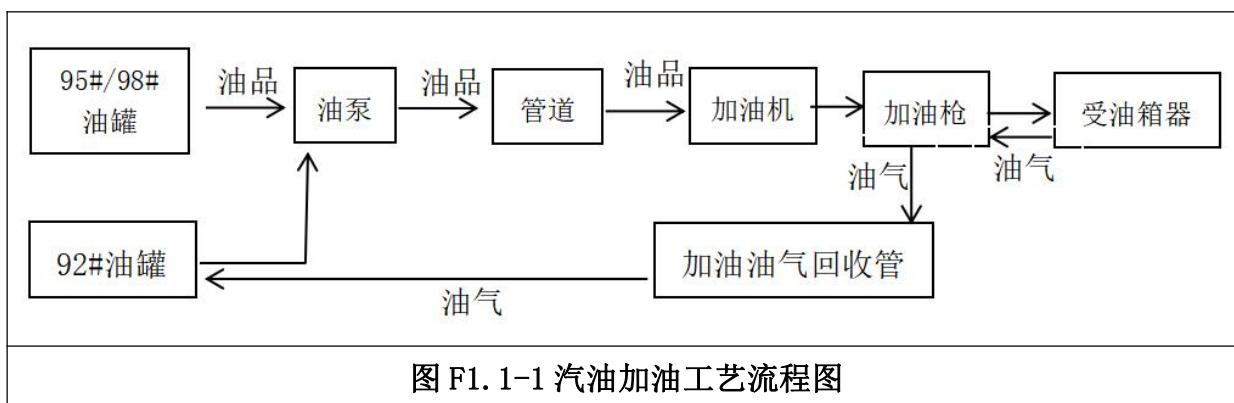 95#/98#
油罐
油品
油泵
油品
管道
油品
加油机
加油枪
受油箱器
油气
油气
92#油罐
加油油气回收管
油气
图 F1.1-1 汽油加油工艺流程图